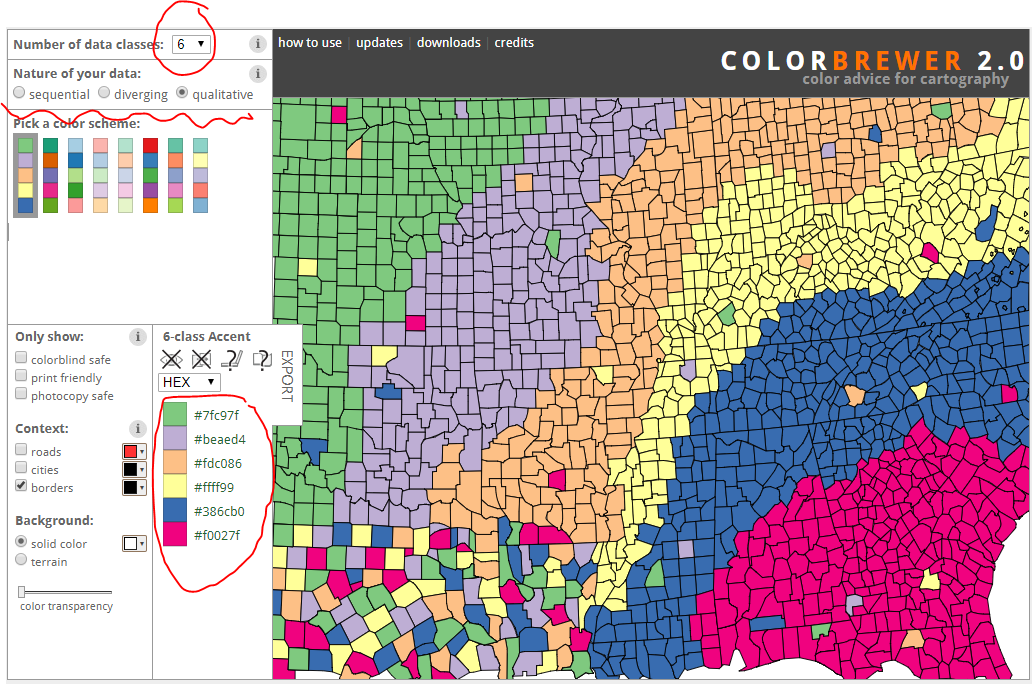 Number of data classes: 6
how to use | updates | downloads | credits
COLORBREWER 2.0
color advice for cartography
Nature of your data:
sequential diverging qualitative
Pick a color scheme:
Only show:
colorblind safe
print friendly
photocopy safe
Context:
roads
cities
borders
Background:
solid color
terrain
color transparency
6-class Accent
EXPORT
HEX
#7fc97f
#beaed4
#fdc086
#ffff99
#386cb0
#f0027f